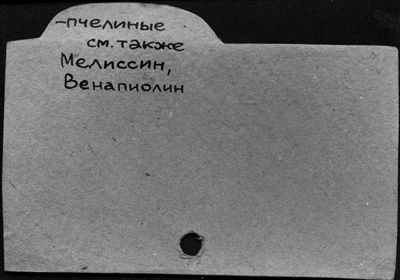 -пчелиные
см. также
Мелиссин,
Венапиолин